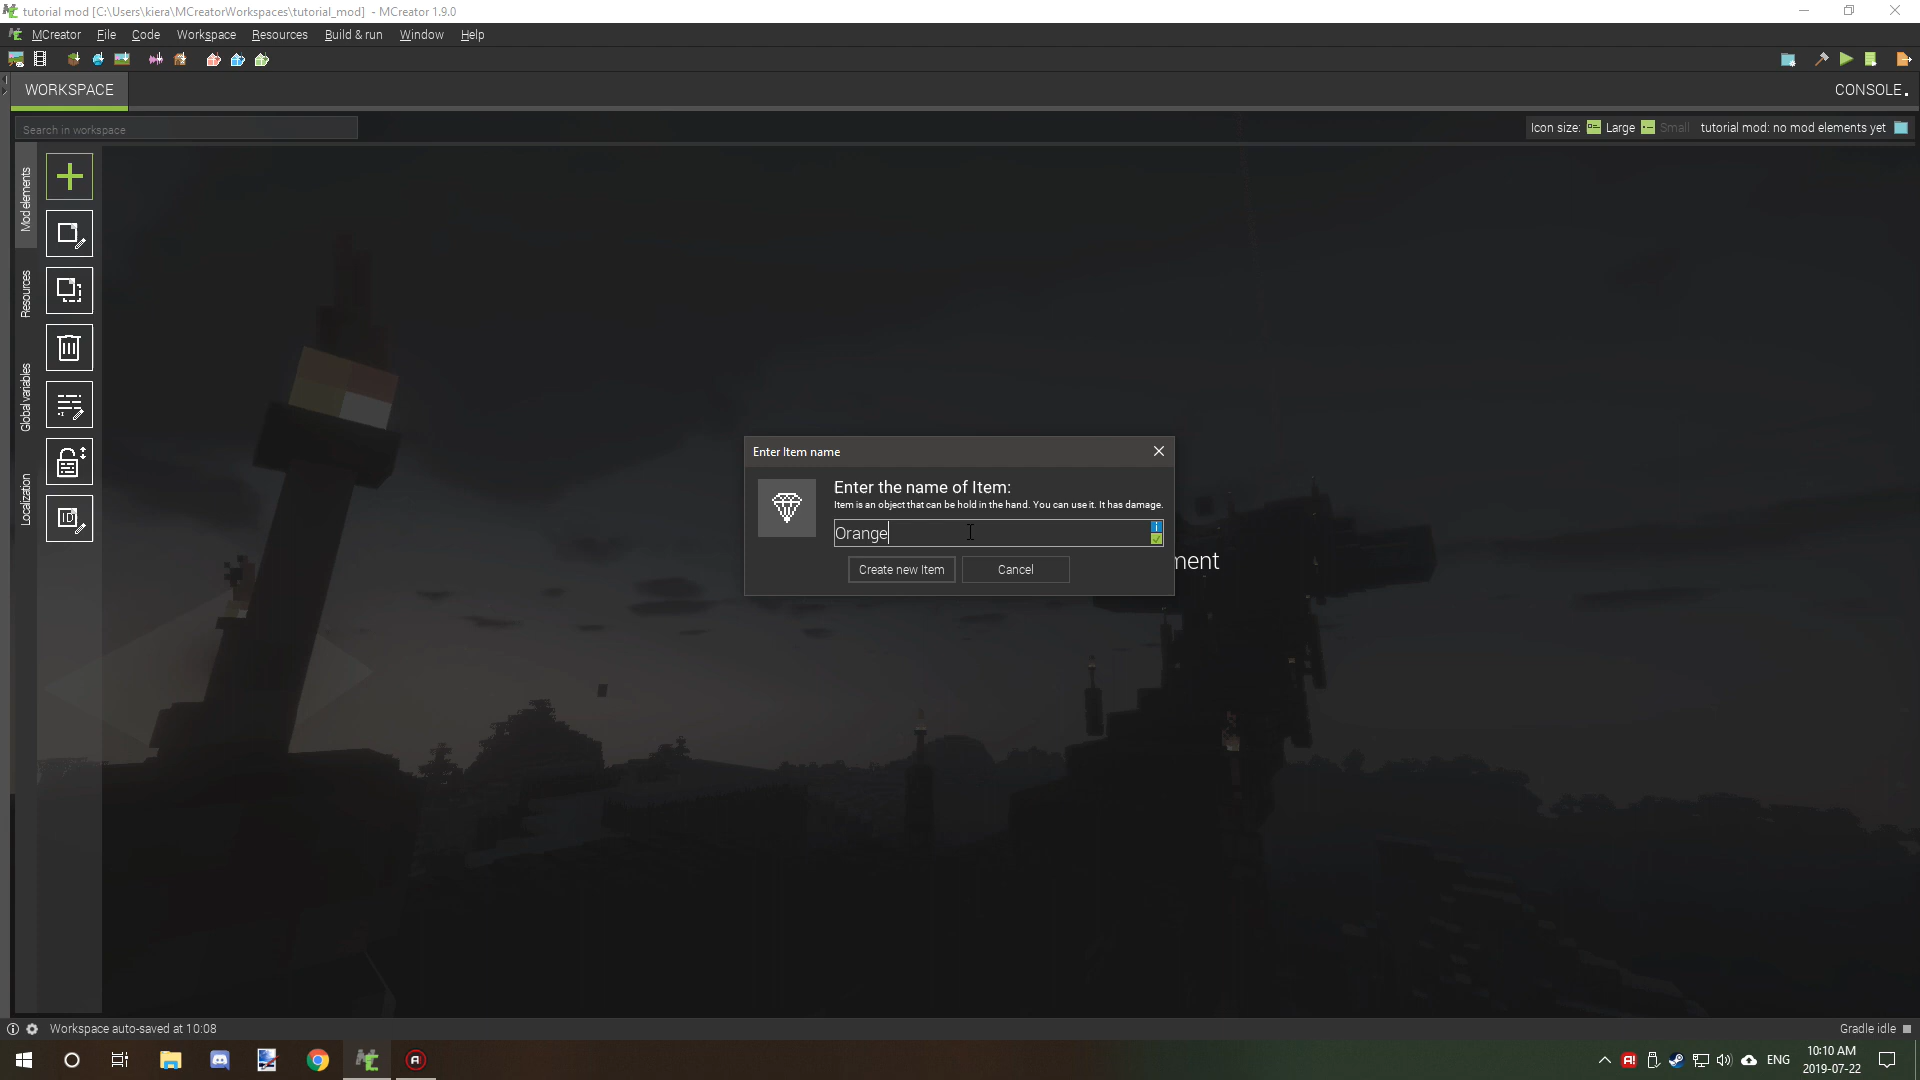 tutorial mod [C:\Users\kiera\MCreatorWorkspaces\tutorial_mod] - MCreator 1.9.0
MCreator File Code Workspace Resources Build & run Window Help
WORKSPACE
CONSOLE
Search in workspace
Icon size: Large Small tutorial mod: no mod elements yet
Mod elements
Resources
Global variables
Localization
ID
Enter Item name
Enter the name of Item:
Item is an object that can be hold in the hand. You can use it. It has damage.
Orange
Create new Item Cancel
ment
Workspace auto-saved at 10:08
Gradle idle
ENG
10:10 AM
2019-07-22